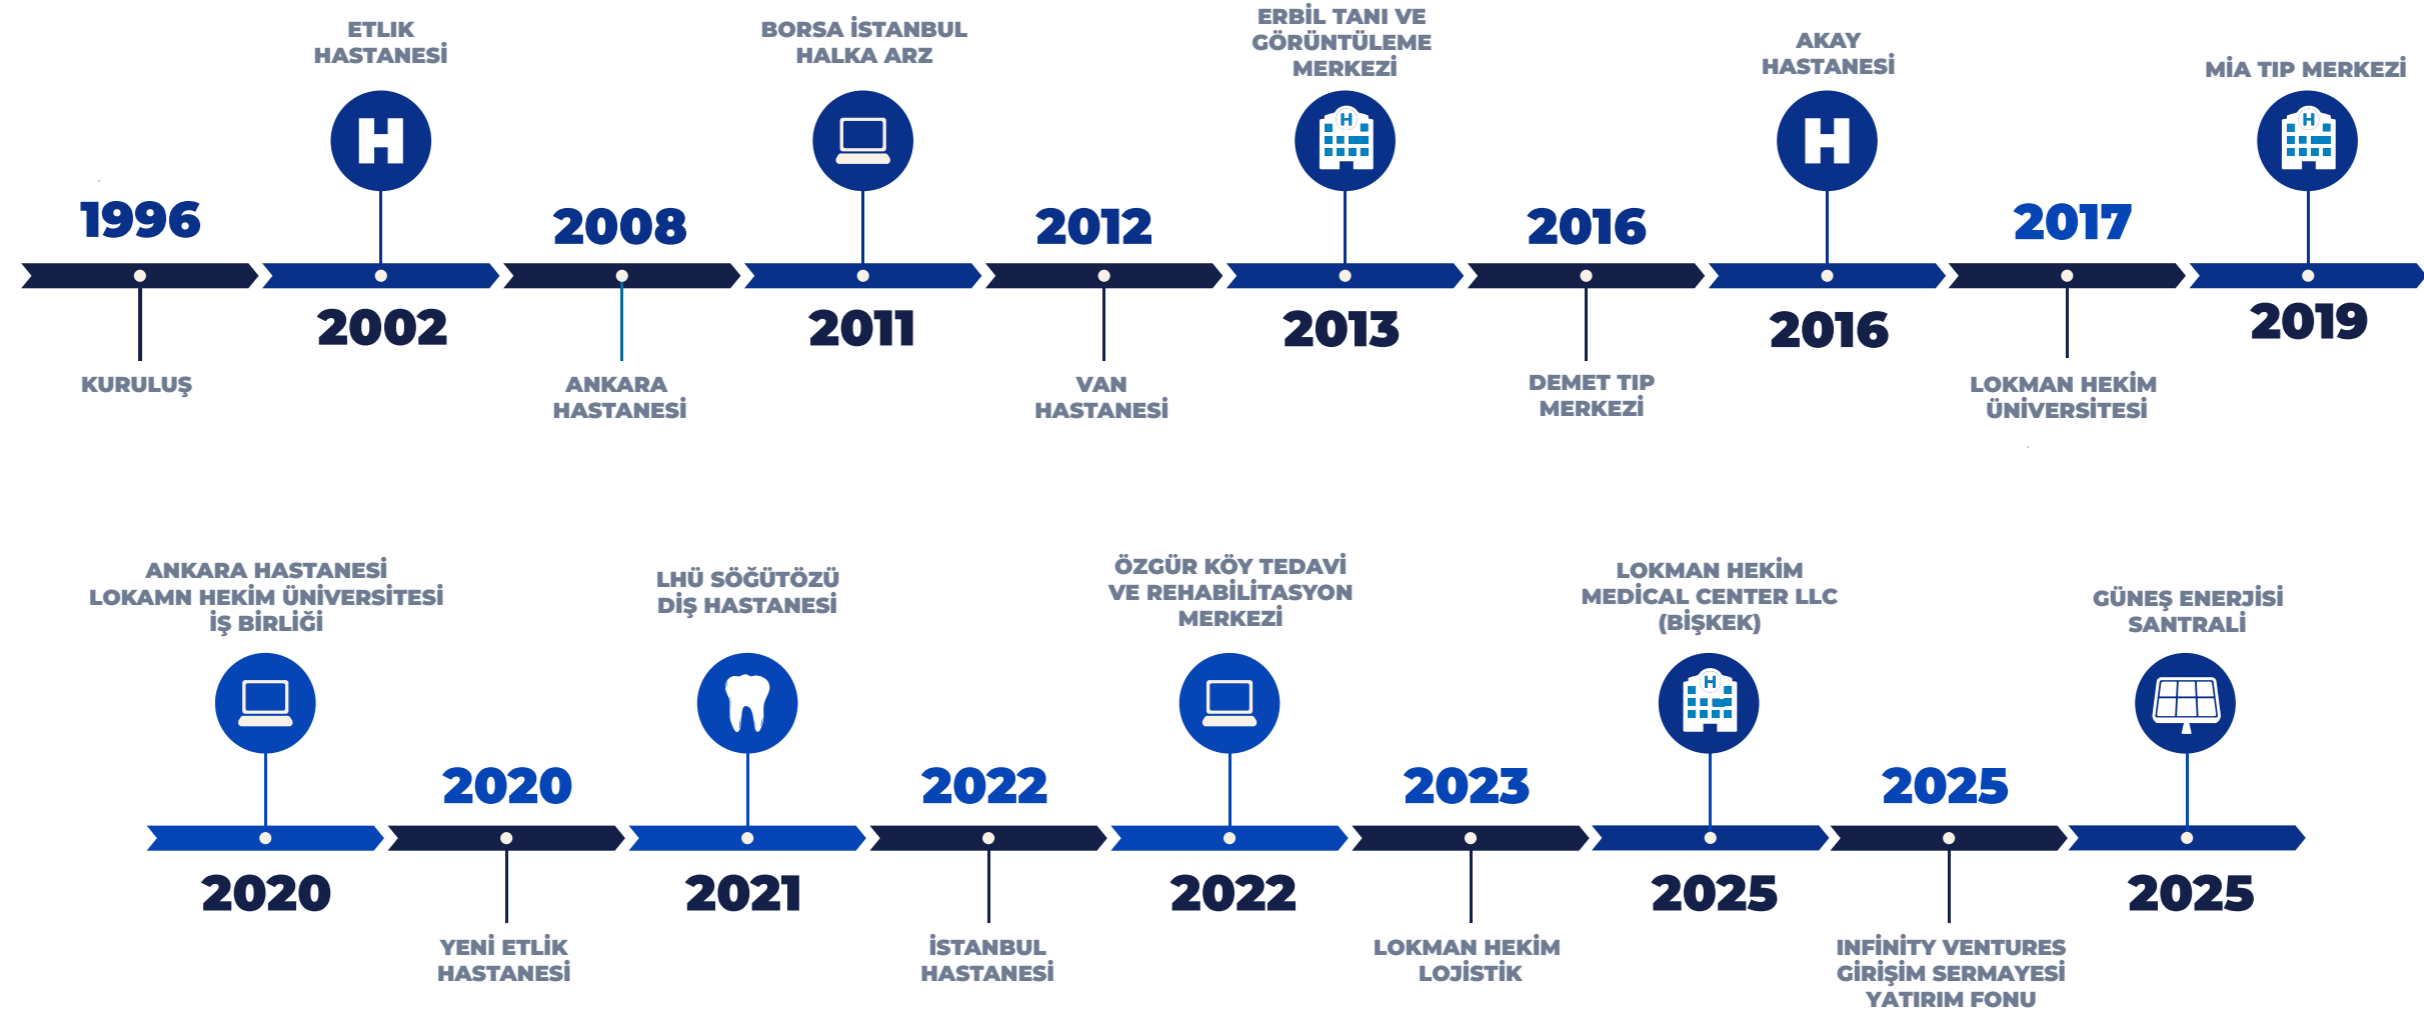 1996
KURULUŞ
ETLIK
HASTANESİ
2002
2008
ANKARA
HASTANESİ
BORSA İSTANBUL
HALKA ARZ
2011
2012
VAN
HASTANESİ
ERBİL TANI VE
GÖRÜNTÜLEME
MERKEZİ
H
2013
2016
DEMET TIP
MERKEZİ
AKAY
HASTANESİ
H
2016
2017
LOKMAN HEKİM
ÜNİVERSİTESİ
MİA TIP MERKEZİ
H
2019
ANKARA HASTANESİ
LOKAMN HEKİM ÜNİVERSİTESİ
İŞ BİRLİĞİ
2020
2020
YENİ ETLİK
HASTANESİ
LHÜ SÖĞÜTÖZÜ
DİŞ HASTANESİ
2021
2022
İSTANBUL
HASTANESİ
ÖZGÜR KÖY TEDAVİ
VE REHABİLİTASYON
MERKEZİ
2022
2023
LOKMAN HEKİM
LOJİSTİK
LOKMAN HEKİM
MEDİCAL CENTER LLC
(BİŞKEK)
H
2025
2025
INFİNİTY VENTURES
GİRİŞİM SERMAYESİ
YATIRIM FONU
GÜNEŞ ENERJİSİ
SANTRALİ
2025